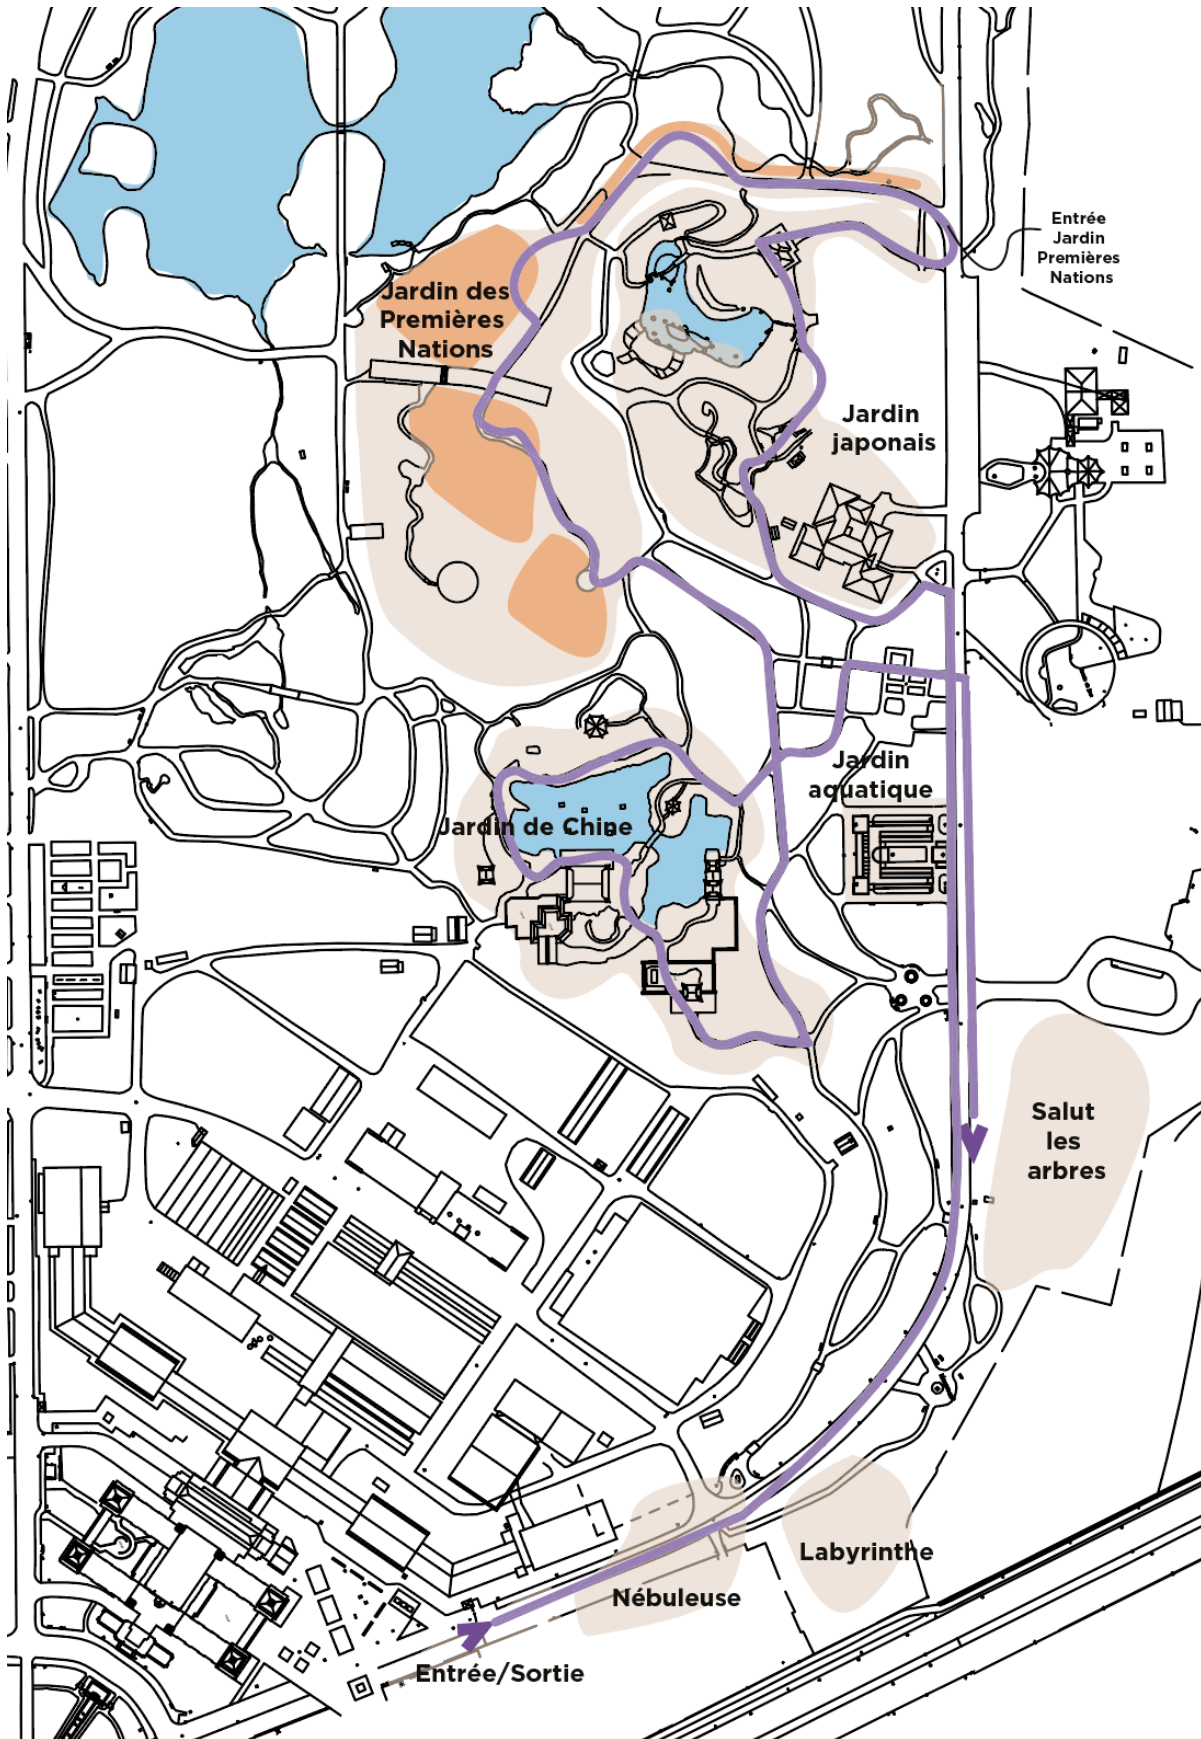 Entrée
Jardin
Premières
Nations
Jardin des
Premières
Nations
Jardin
japonais
Jardin
aquatique
Jardin de Chine
Salut
les
arbres
Labyrinthe
Nébuleuse
Entrée/Sortie